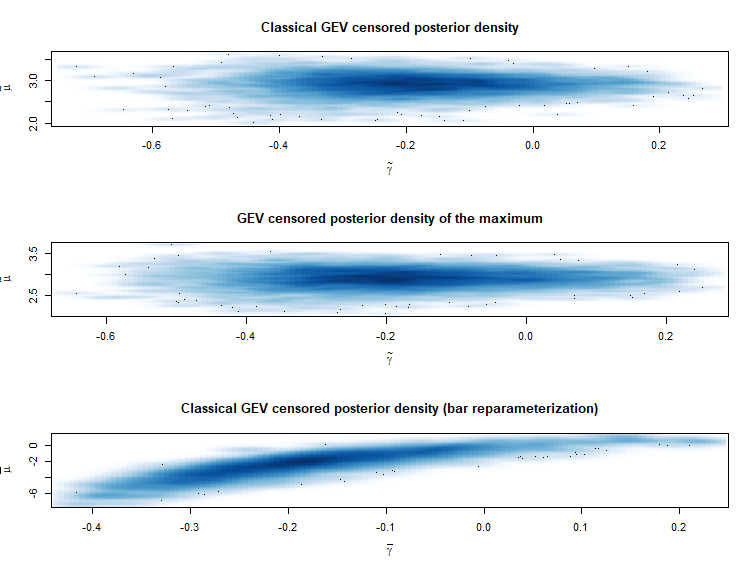 Classical GEV censored posterior density
μ
3.0
2.0
-0.6 -0.4 -0.2 0.0 0.2
γ̃
GEV censored posterior density of the maximum
μ
3.5
2.5
-0.6 -0.4 -0.2 0.0 0.2
γ̃
Classical GEV censored posterior density (bar reparameterization)
μ
0
-2
-6
-0.4 -0.3 -0.2 -0.1 0.0 0.1 0.2
γ̄